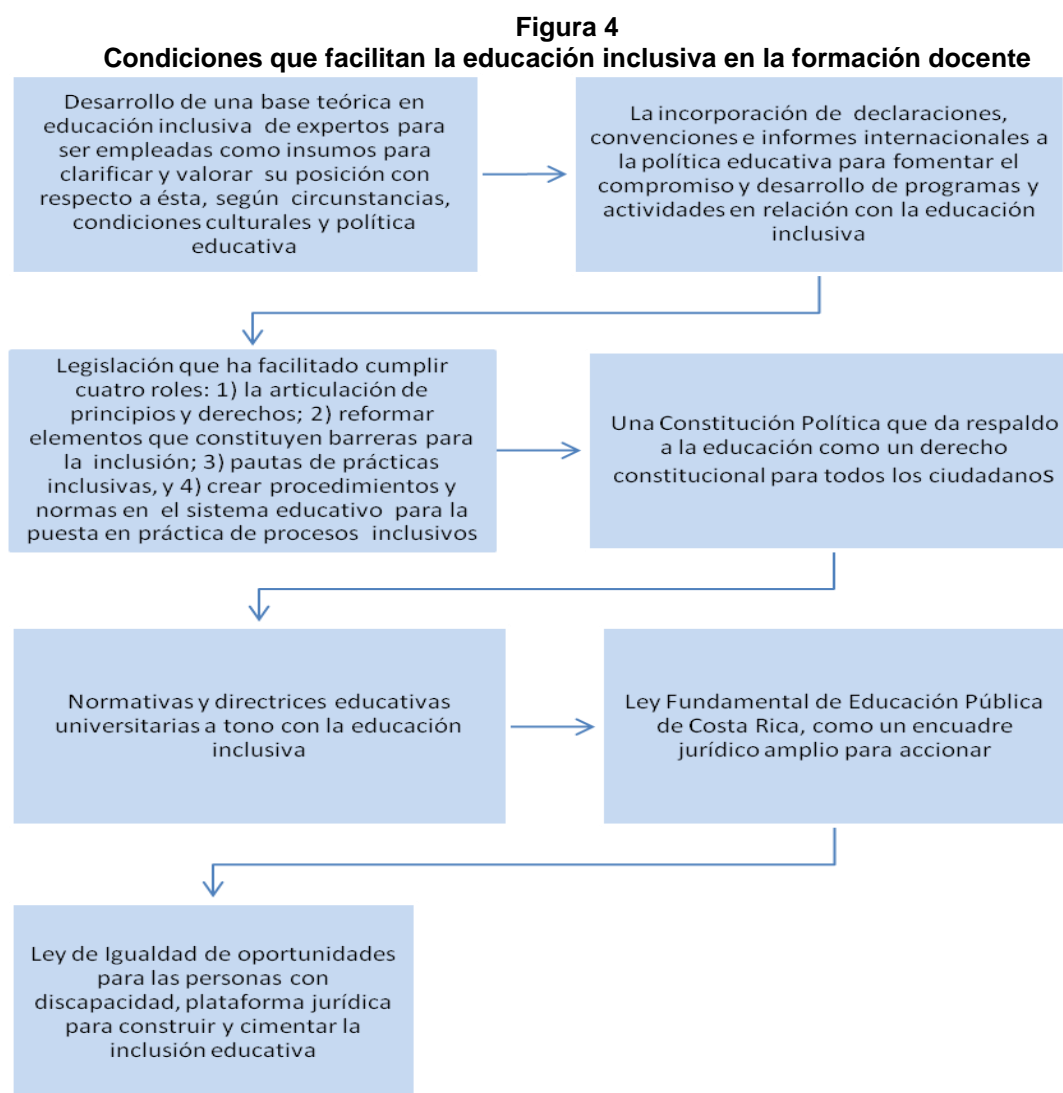 Figura 4
Condiciones que facilitan la educación inclusiva en la formación docente
Desarrollo de una base teórica en
educación inclusiva de expertos para
ser empleadas como insumos para
clarificar y valorar su posición con
respecto a ésta, según circunstancias,
condiciones culturales y política
educativa
La incorporación de declaraciones,
convenciones e informes internacionales a
la política educativa para fomentar el
compromiso y desarrollo de programas y
actividades en relación con la educación
inclusiva
Legislación que ha facilitado cumplir
cuatro roles: 1) la articulación de
principios y derechos; 2) reformar
elementos que constituyen barreras para
la inclusión; 3) pautas de prácticas
inclusivas, y 4) crear procedimientos y
normas en el sistema educativo para la
puesta en práctica de procesos inclusivos
Una Constitución Política que da respaldo
a la educación como un derecho
constitucional para todos los ciudadanos
Normativas y directrices educativas
universitarias a tono con la educación
inclusiva
Ley Fundamental de Educación Pública
de Costa Rica, como un encuadre
jurídico amplio para accionar
Ley de Igualdad de oportunidades
para las personas con
discapacidad, plataforma jurídica
para construir y cimentar la
inclusión educativa